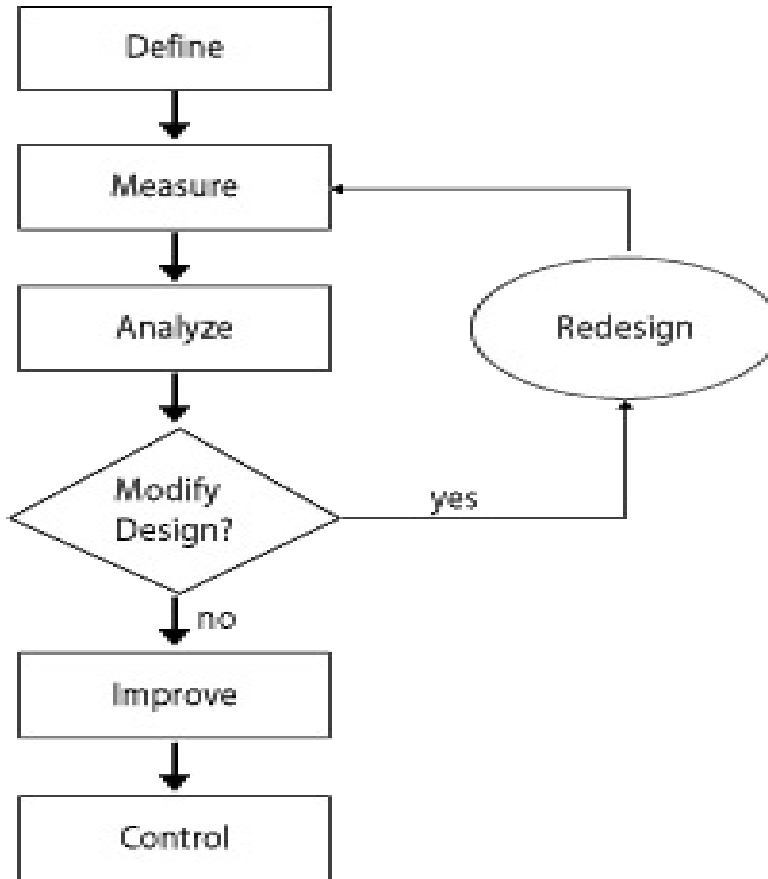 Define
Measure
Analyze
Redesign
Modify
Design?
yes
no
Improve
Control